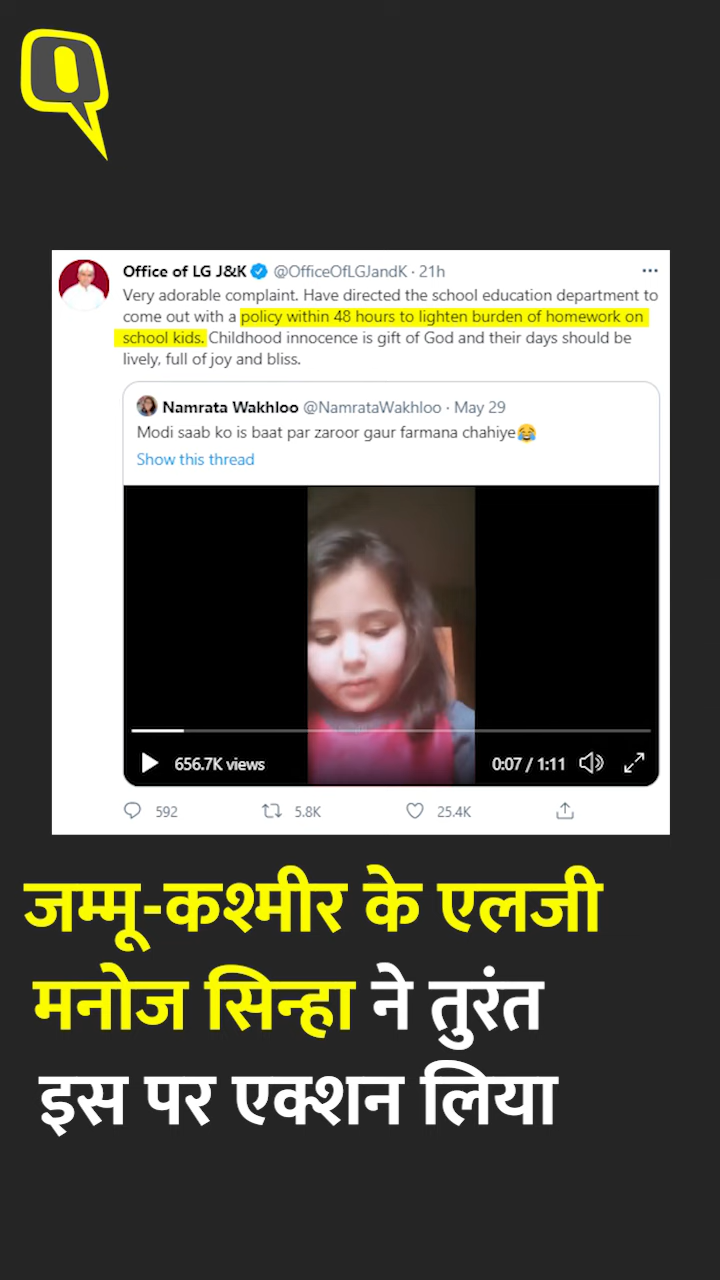 Office of LG J&K @OfficeOfLGJandK · 21h
Very adorable complaint. Have directed the school education department to
come out with a policy within 48 hours to lighten burden of homework on
school kids. Childhood innocence is gift of God and their days should be
lively, full of joy and bliss.
Namrata Wakhloo @NamrataWakhloo · May 29
Modi saab ko is baat par zaroor gaur farmana chahiye😂
Show this thread
656.7K views 0:07 / 1:11
592 5.8K 25.4K
जम्मू-कश्मीर के एलजी
मनोज सिन्हा ने तुरंत
इस पर एक्शन लिया